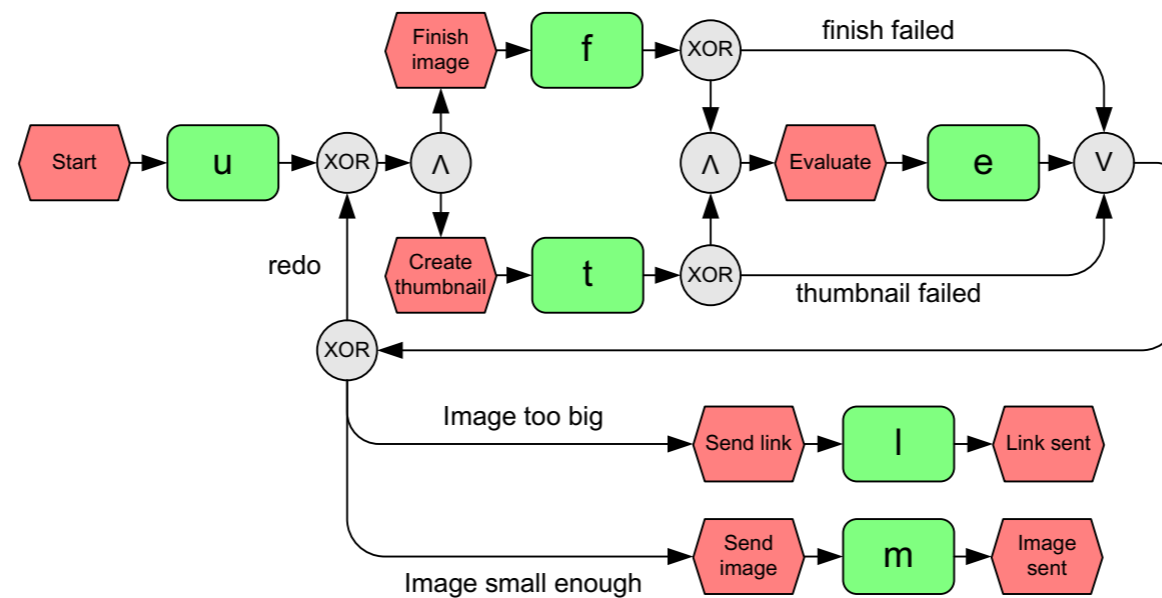 finish failed
Finish
image
f
XOR
Start
u
XOR
Λ
Λ
Evaluate
e
V
redo
Create
thumbnail
t
XOR
thumbnail failed
XOR
Image too big
Send link
l
Link sent
Send
image
m
Image
sent
Image small enough